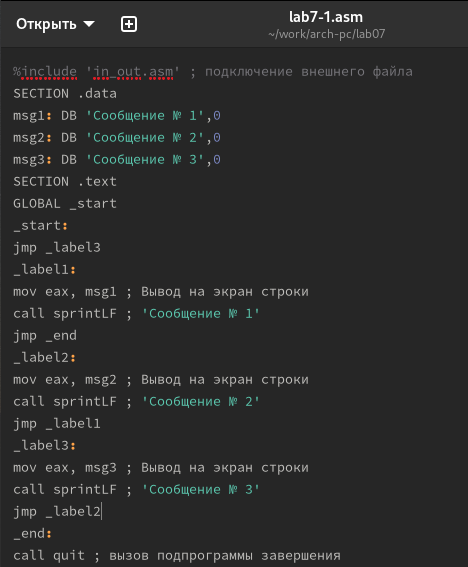 Открыть
lab7-1.asm
~/work/arch-pc/lab07
%include 'in_out.asm' ; подключение внешнего файла
SECTION .data
msg1: DB 'Сообщение № 1',0
msg2: DB 'Сообщение № 2',0
msg3: DB 'Сообщение № 3',0
SECTION .text
GLOBAL _start
_start:
jmp _label3
_label1:
mov eax, msg1 ; Вывод на экран строки
call sprintLF ; 'Сообщение № 1'
jmp _end
_label2:
mov eax, msg2 ; Вывод на экран строки
call sprintLF ; 'Сообщение № 2'
jmp _label1
_label3:
mov eax, msg3 ; Вывод на экран строки
call sprintLF ; 'Сообщение № 3'
jmp _label2
_end:
call quit ; вызов подпрограммы завершения